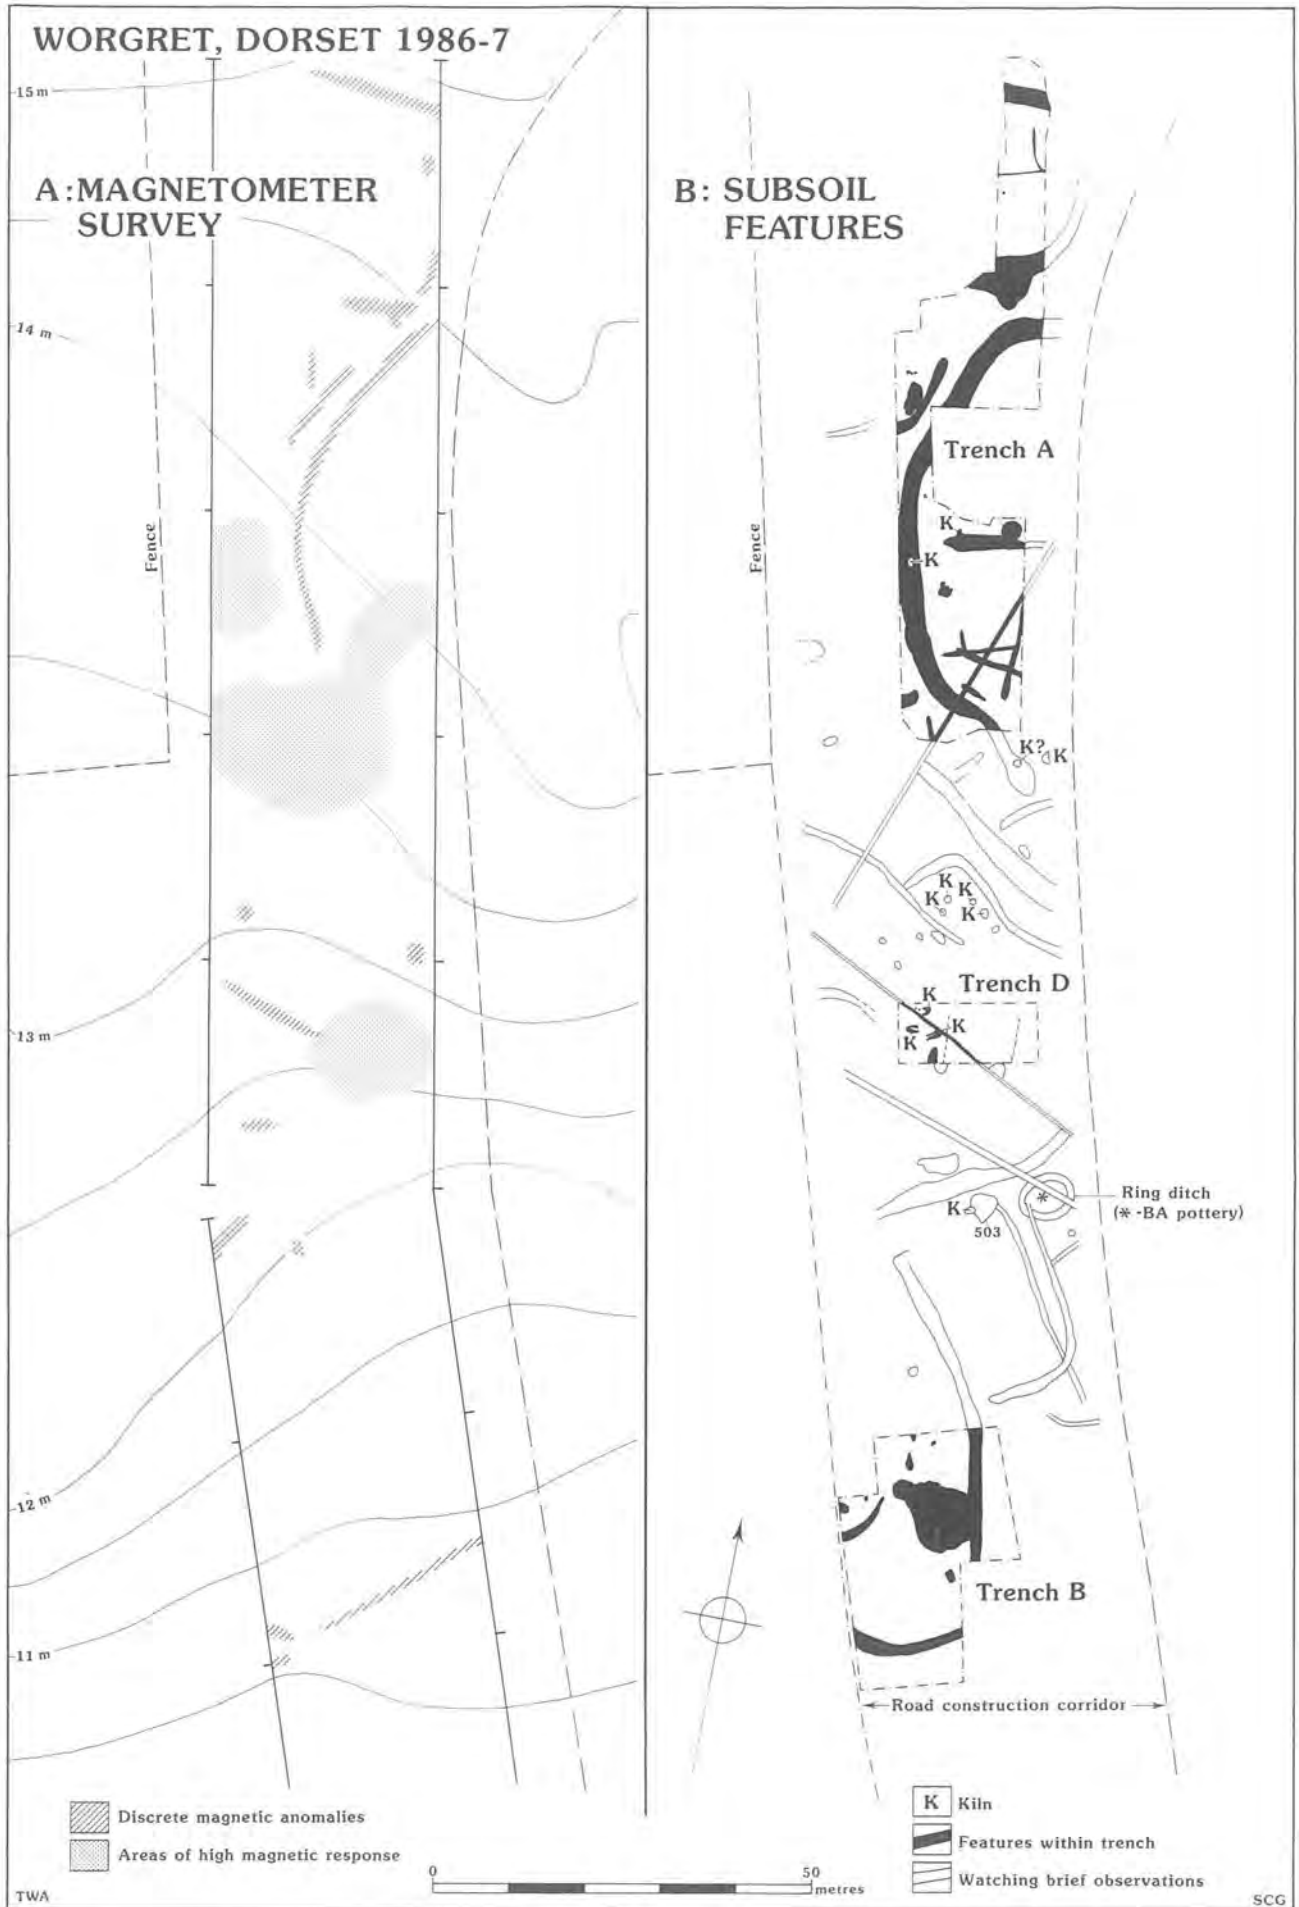 WORGRET, DORSET 1986-7
15m
A: MAGNETOMETER
SURVEY
14 m
Fence
13m
12 m
11 m
Discrete magnetic anomalies
Areas of high magnetic response
TWA
0
50
metres
B: SUBSOIL
FEATURES
Trench A
K
K
Fence
K?
K
K
K
K
K
Trench D
K
K
K
Ring ditch
(*-BA pottery)
*
K
503
Trench B
Road construction corridor
K
Kiln
Features within trench
Watching brief observations
SCG